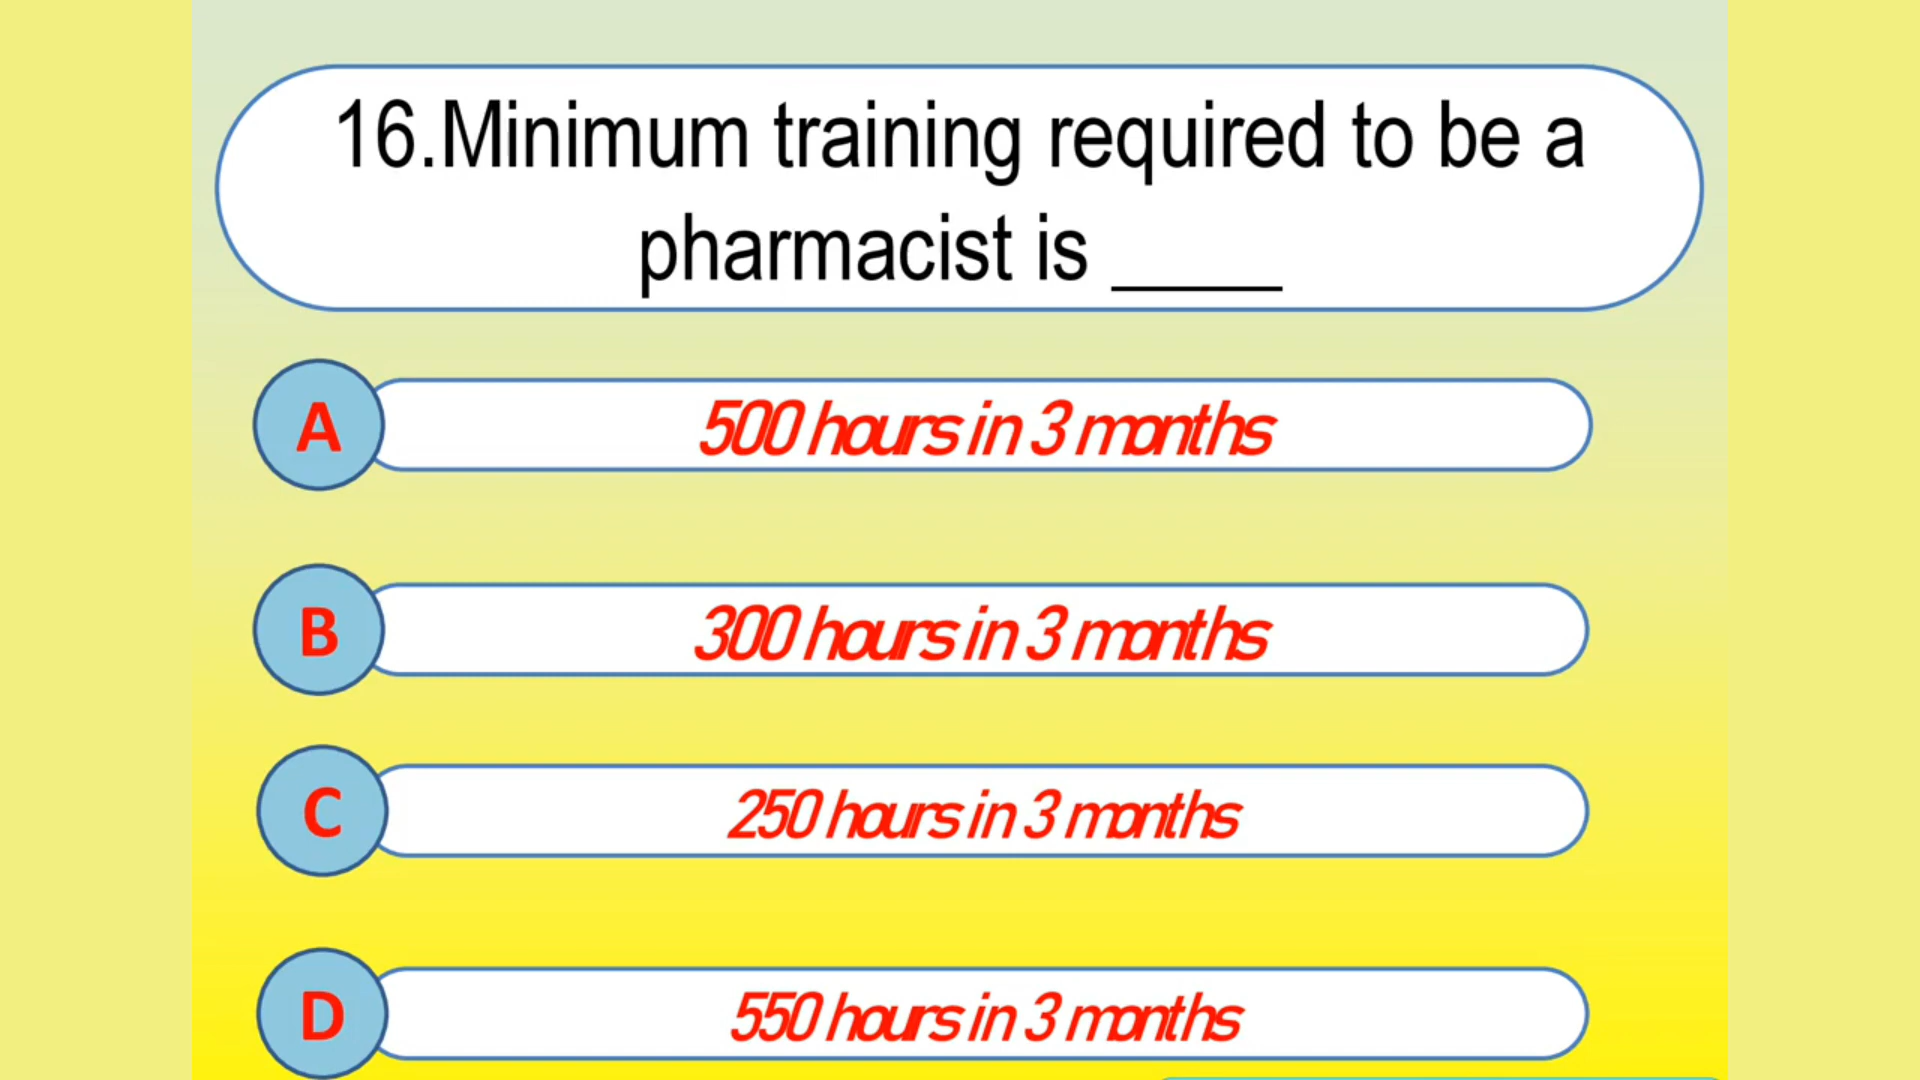 16.Minimum training required to be a
pharmacist is _____
A
500 hours in 3 months
B
300 hours in 3 months
C
250 hours in 3 months
D
550 hours in 3 months